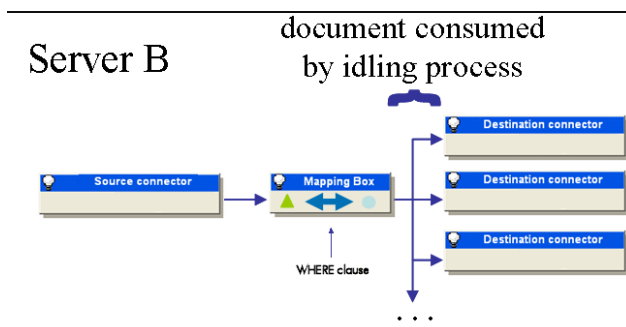 document consumed
Server B
by idling process
Destination connector
Source connector
Mapping Box
Destination connector
Destination connector
WHERE clause
. . .